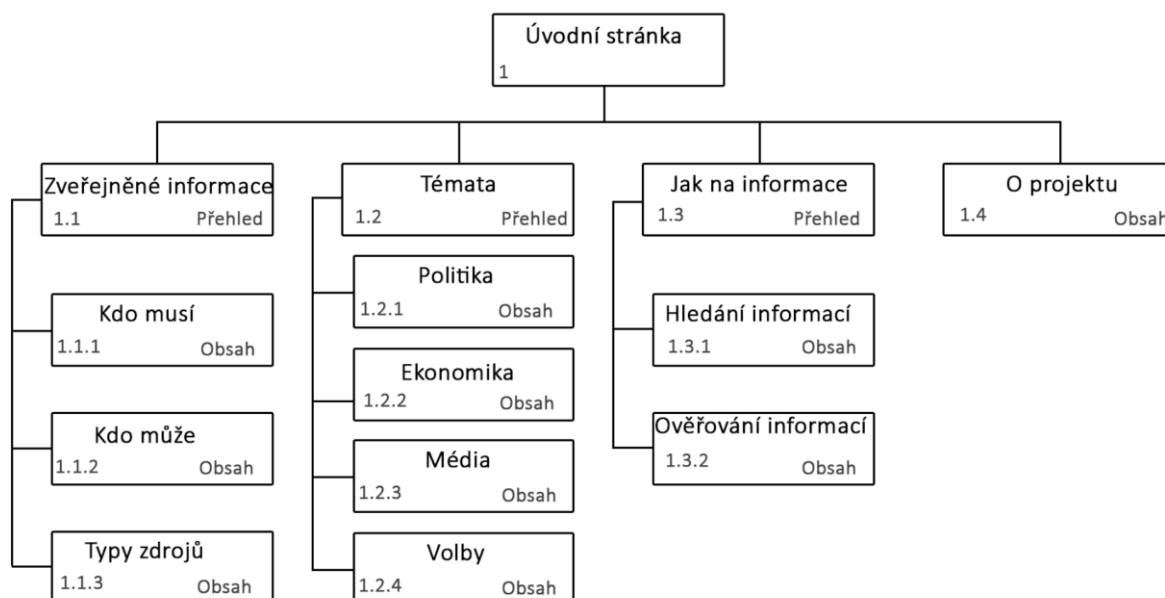 Úvodní stránka
1
Zveřejněné informace
1.1 Přehled
Kdo musí
1.1.1 Obsah
Kdo může
1.1.2 Obsah
Typy zdrojů
1.1.3 Obsah
Témata
1.2 Přehled
Politika
1.2.1 Obsah
Ekonomika
1.2.2 Obsah
Média
1.2.3 Obsah
Volby
1.2.4 Obsah
Jak na informace
1.3 Přehled
Hledání informací
1.3.1 Obsah
Ověřování informací
1.3.2 Obsah
O projektu
1.4 Obsah